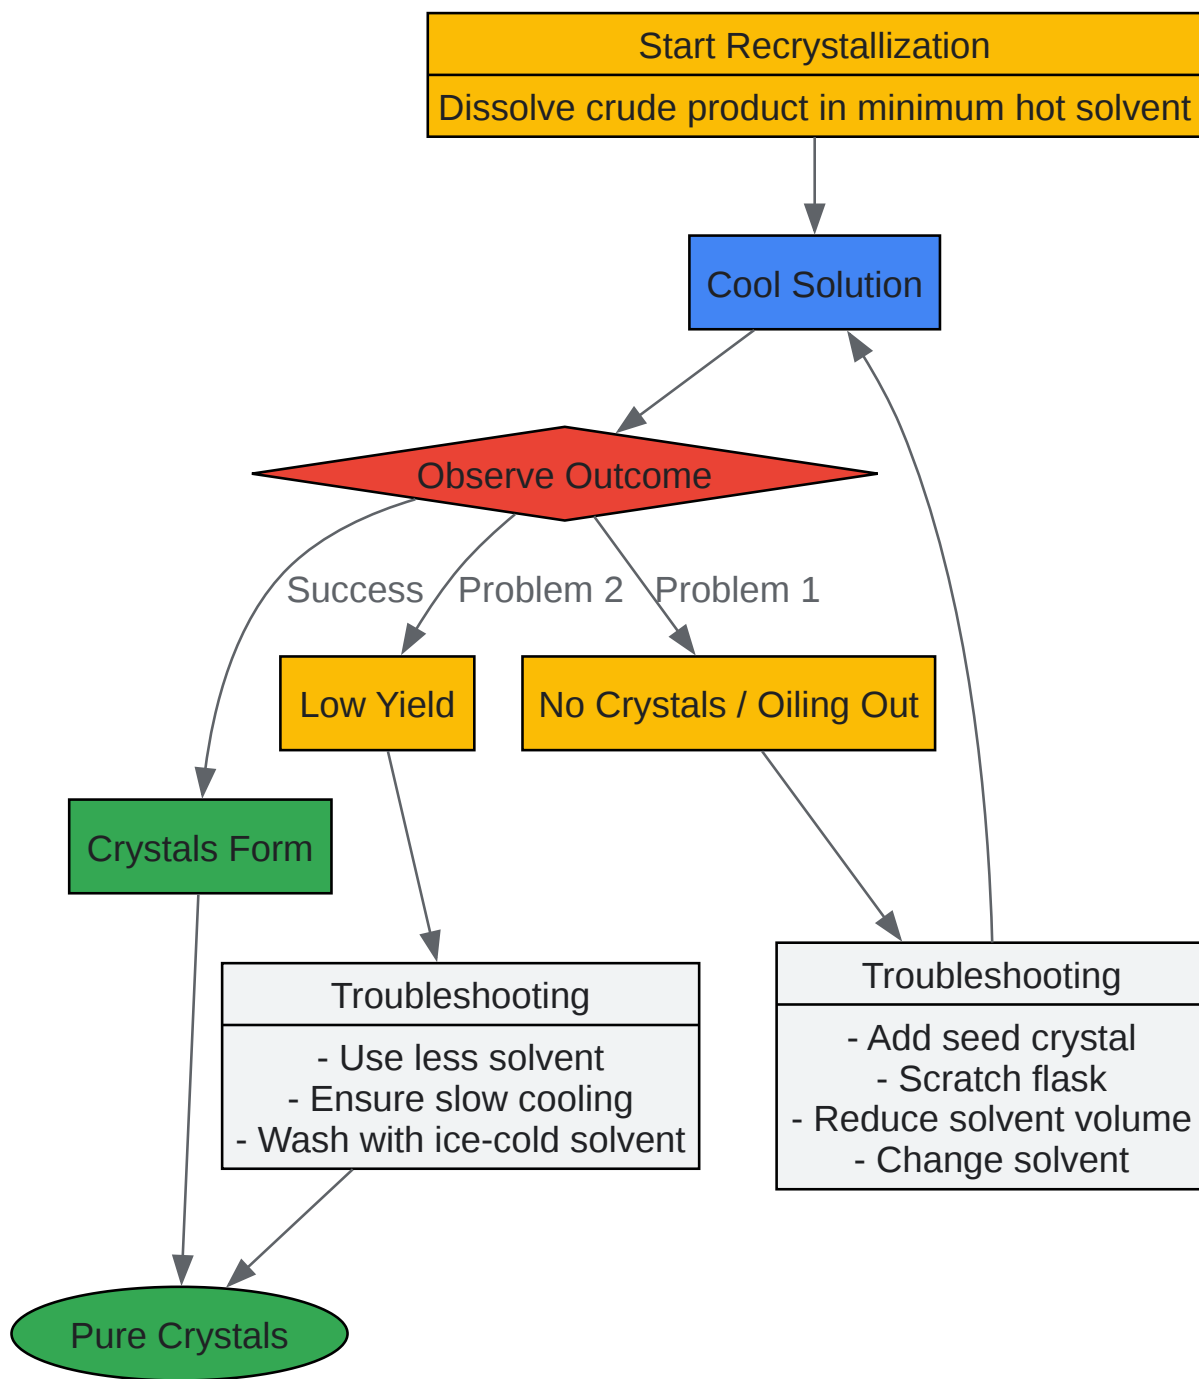 Start Recrystallization
Dissolve crude product in minimum hot solvent
Cool Solution
Observe Outcome
Success
Problem 2
Problem 1
Low Yield
No Crystals / Oiling Out
Crystals Form
Troubleshooting
- Use less solvent
- Ensure slow cooling
- Wash with ice-cold solvent
Troubleshooting
- Add seed crystal
- Scratch flask
- Reduce solvent volume
- Change solvent
Pure Crystals